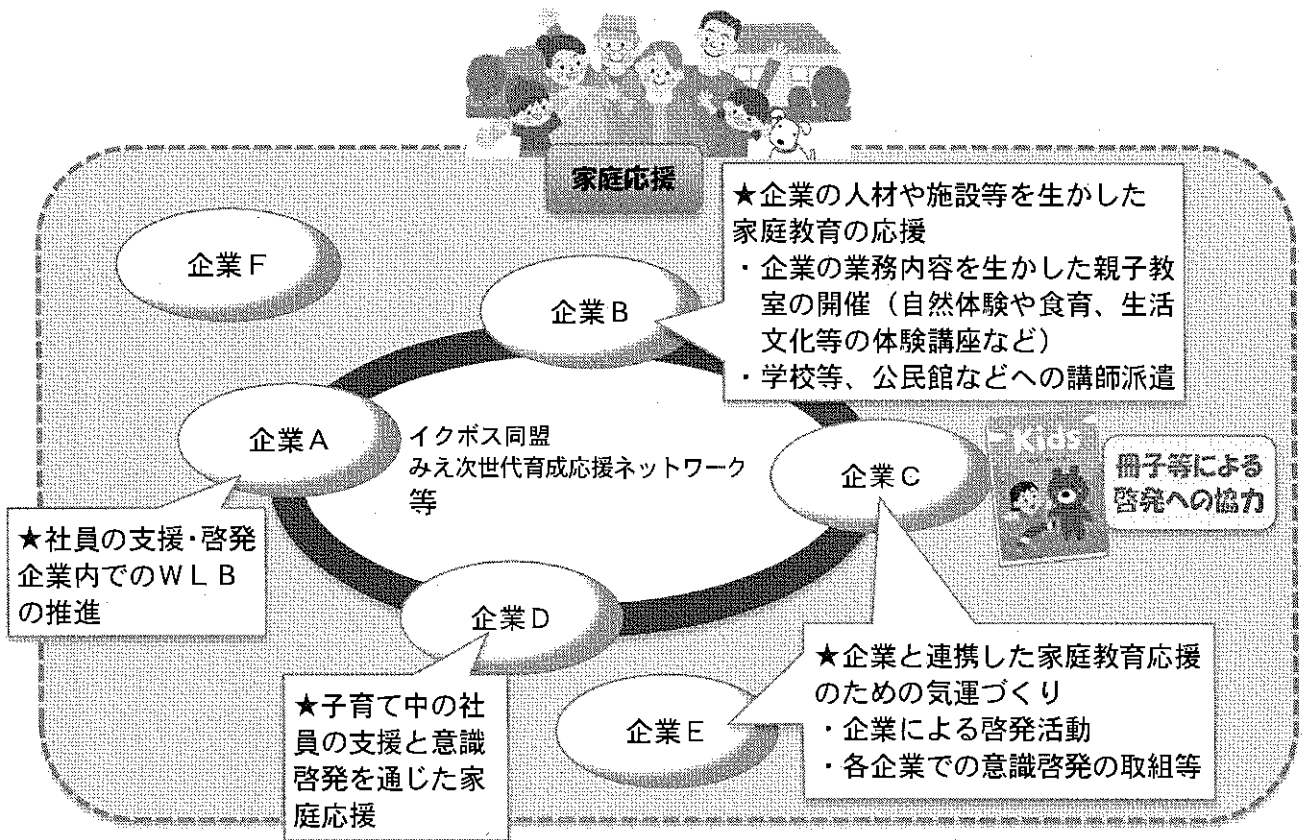 家庭応援
★企業の人材や施設等を生かした
家庭教育の応援
・企業の業務内容を生かした親子教
室の開催（自然体験や食育、生活
文化等の体験講座など）
・学校等、公民館などへの講師派遣
企業F
企業B
企業A
イクボス同盟
みえ次世代育成応援ネットワーク
等
企業C
Kids
冊子等による
啓発への協力
★社員の支援・啓発
企業内でのWLB
の推進
企業D
★子育て中の社
員の支援と意識
啓発を通じた家
庭応援
企業E
★企業と連携した家庭教育応援
のための気運づくり
・企業による啓発活動
・各企業での意識啓発の取組等